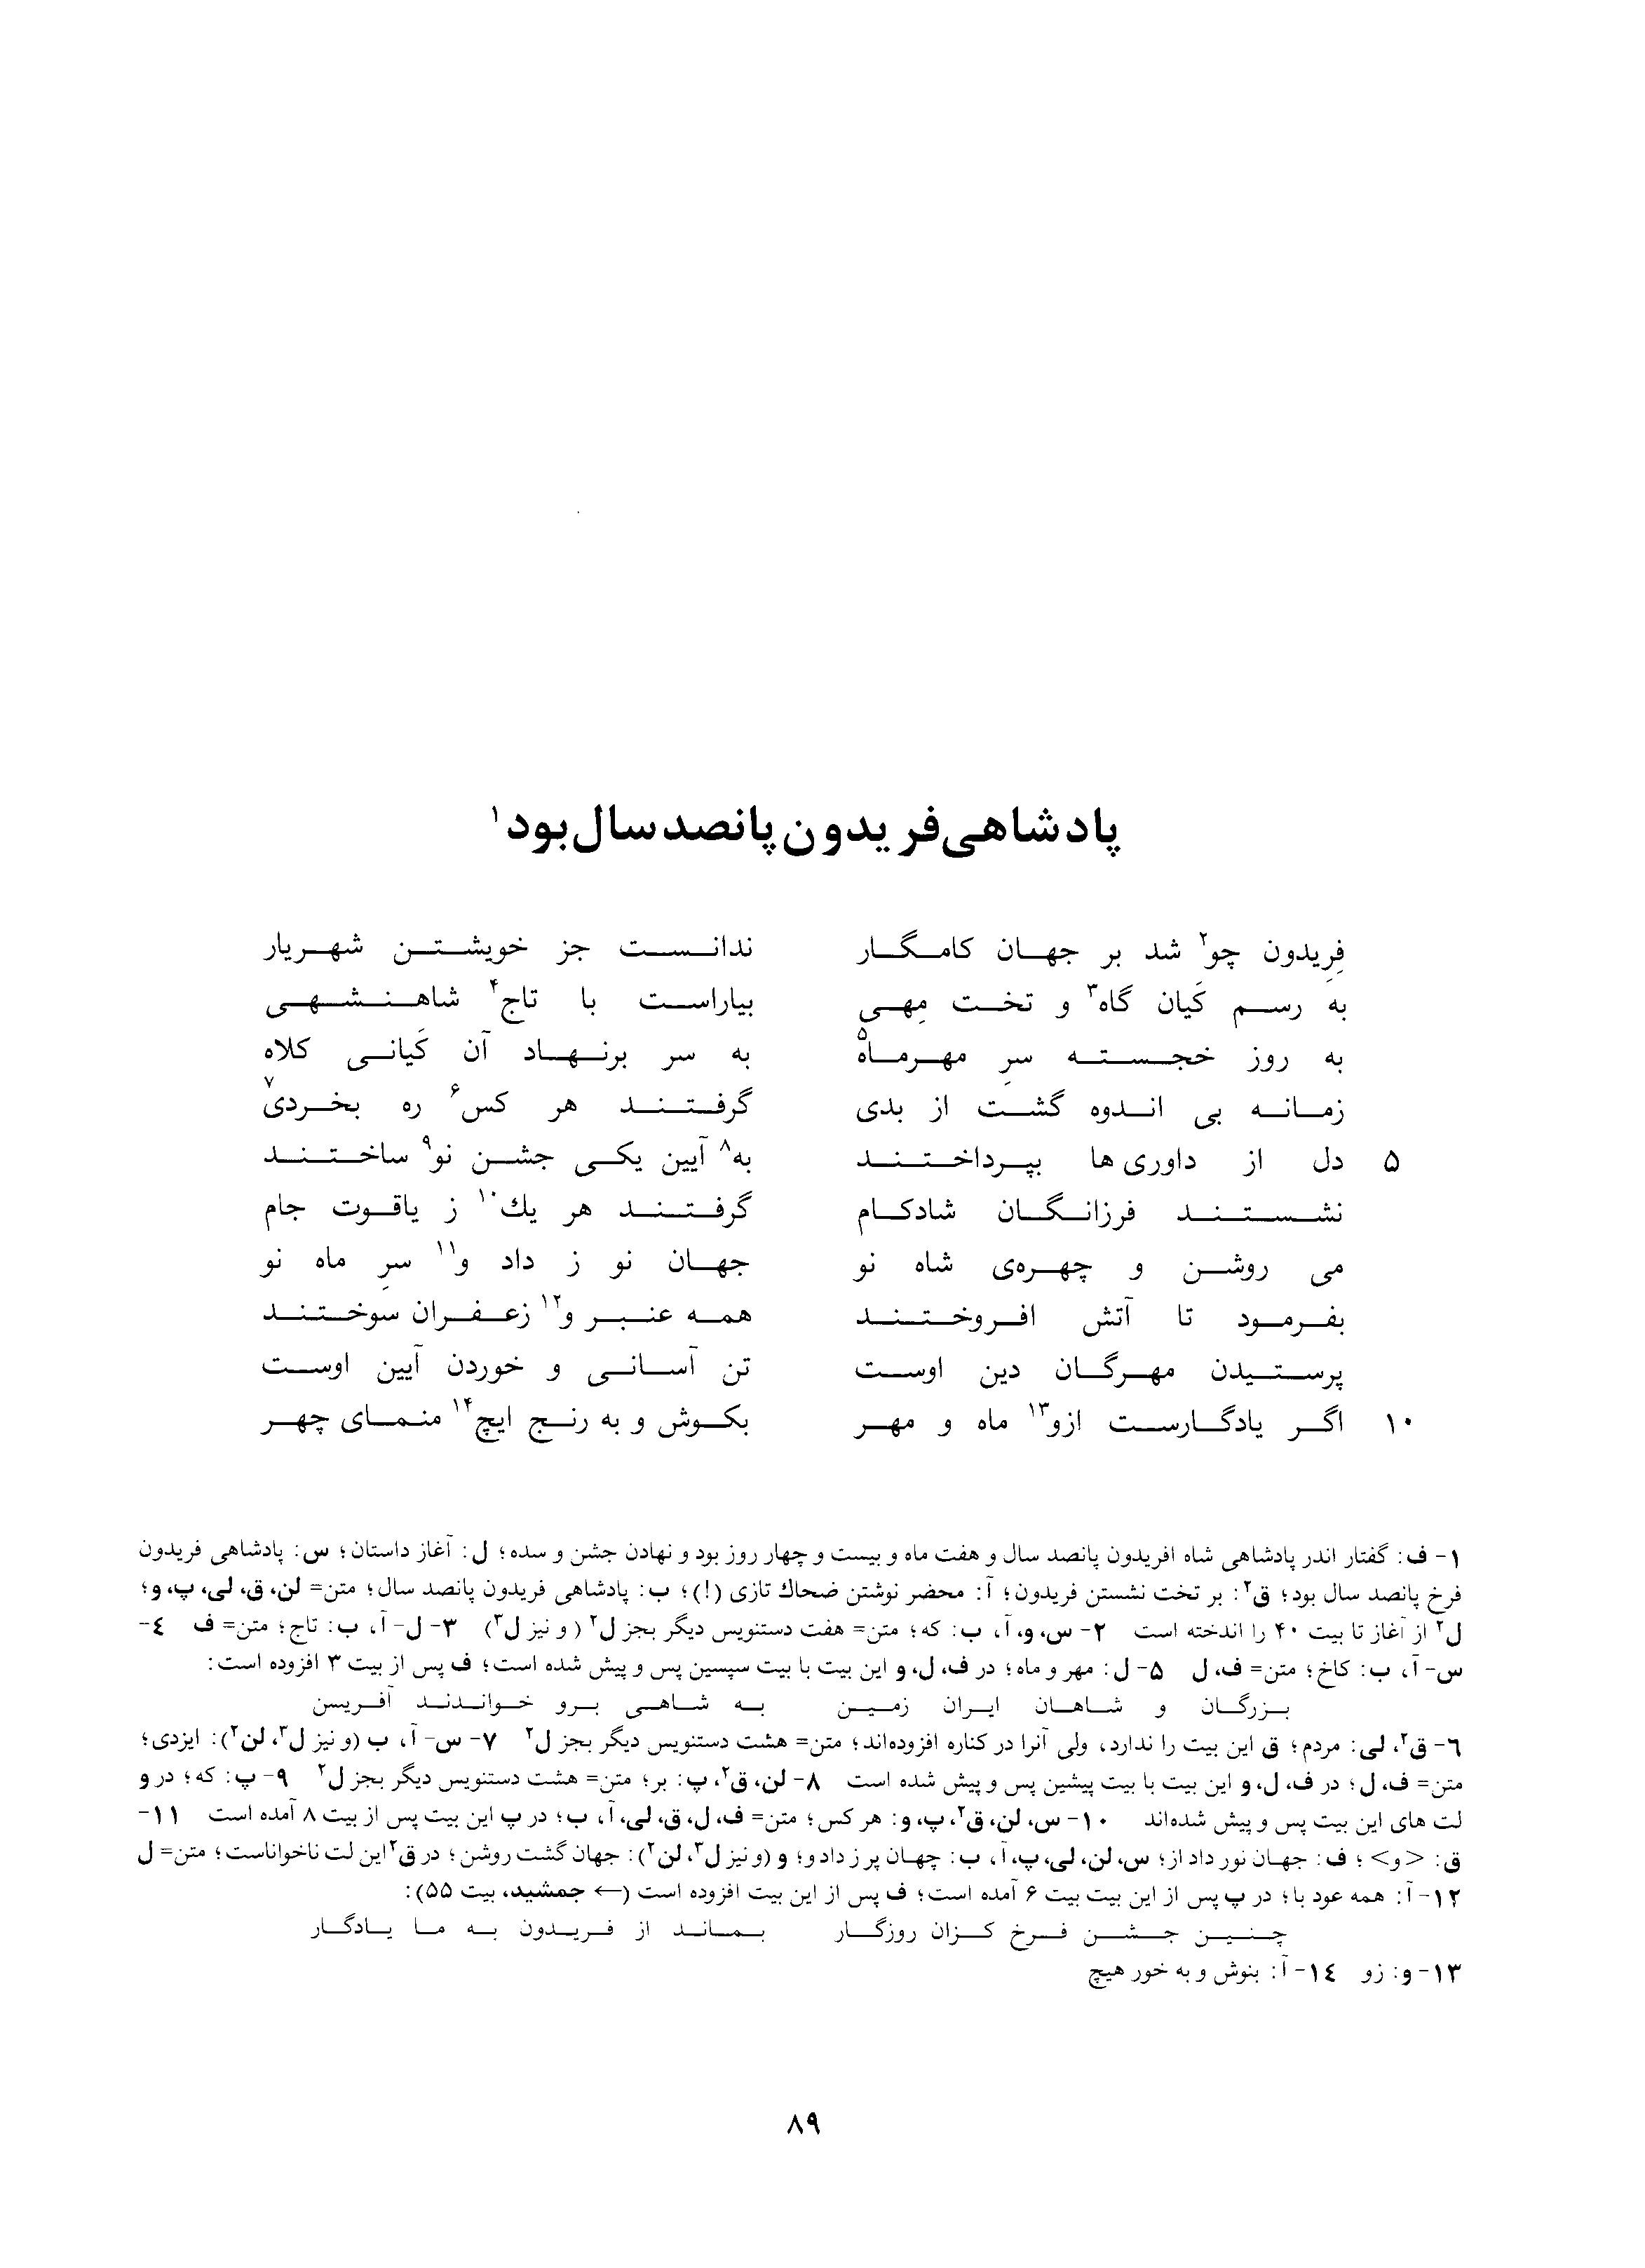 پادشاهی فریدون پانصد سال بود۱
فِریدون چو۲ شد بر جهان کامگار ندانست جز خویشتن شهریار
به رسم کَیان گاه۳ و تخت مِهی بیاراست با تاج۴ شاهنشهی
به روز خجسته سرِ مهرماه۵ به سر برنهاد آن کَیانی کلاه
زمانه بی اندوه گشت از بدی گرفتند هر کس۶ ره بخردی۷
۵ دل از داوری‌ها بپرداختند به۸ آیین یکی جشن نو۹ ساختند
نشستند فرزانگان شادکام گرفتند هر یك۱۰ ز یاقوت جام
می روشن و چهره‌ی شاه نو جهان نو ز داد و۱۱ سرِ ماه نو
بفرمود تا آتش افروختند همه عنبر و۱۲ زعفران سوختند
پرستیدن مهرگان دین اوست تن آسانی و خوردن آیین اوست
۱۰ اگر یادگارست ازو۱۳ ماه و مهر بکوش و به رنج ایچ۱۴ منمای چهر
۱- ف: گفتار اندر پادشاهی شاه افریدون پانصد سال و هفت ماه و بیست و چهار روز بود و نهادن جشن و سده؛ ل: آغاز داستان؛ س: پادشاهی فریدون
فرخ پانصد سال بود؛ ق۲: بر تخت نشستن فریدون؛ آ: محضر نوشتن ضحاك تازی (!)؛ ب: پادشاهی فریدون پانصد سال؛ متن= لن، ق، لی، پ، و؛
ل۲ از آغاز تا بیت ۴۰ را انداخته است ۲- س، و، آ، ب: که؛ متن= هفت دستنویس دیگر بجز ل۲ (و نیز ل۳) ۳- ل- آ، ب: تاج؛ متن= ف ۴-
س- آ، ب: کاخ؛ متن= ف، ل ۵- ل: مهر و ماه؛ در ف، ل، و این بیت با بیت سپسین پس و پیش شده است؛ ف پس از بیت ۳ افزوده است:
بزرگان و شاهان ایران زمین به شاهی برو خواندند آفرین
۶- ق۲، لی: مردم؛ ق این بیت را ندارد، ولی آنرا در کناره افزوده‌اند؛ متن= هشت دستنویس دیگر بجز ل۲ ۷- س- آ، ب (و نیز ل۳، لن۲): ایزدی؛
متن= ف، ل؛ در ف، ل، و این بیت با بیت پیشین پس و پیش شده است ۸- لن، ق۲، پ: بر؛ متن= هشت دستنویس دیگر بجز ل۲ ۹- پ: که؛ در و
لت های این بیت پس و پیش شده‌اند ۱۰- س، لن، ق۲، پ، و: هر کس؛ متن= ف، ل، ق، لی، آ، ب؛ در پ این بیت پس از بیت ۸ آمده است ۱۱-
ق: <و>؛ ف: جهان نور داد از؛ س، لن، لی، پ، آ، ب: جهان پر ز داد و؛ و (و نیز ل۳، لن۲): جهان گشت روشن؛ در ق۲ این لت ناخواناست؛ متن= ل
۱۲- آ: همه عود با؛ در پ پس از این بیت بیت ۶ آمده است؛ ف پس از این بیت افزوده است (← جمشید، بیت ۵۵):
چنین جشن فرخ کزان روزگار بماند از فریدون به ما یادگار
۱۳- و: زو ۱۴- آ: بنوش و به خور هیچ
۸۹